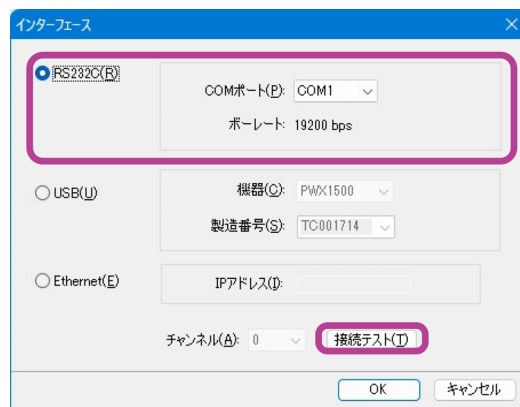 インターフェース
RS232C(R)
COMポート(P): COM1
ボーレート: 19200 bps
USB(U)
機器(C): PWX1500
製造番号(S): TC001714
Ethernet(E)
IPアドレス(I):
チャンネル(A): 0 接続テスト(T)
OK キャンセル